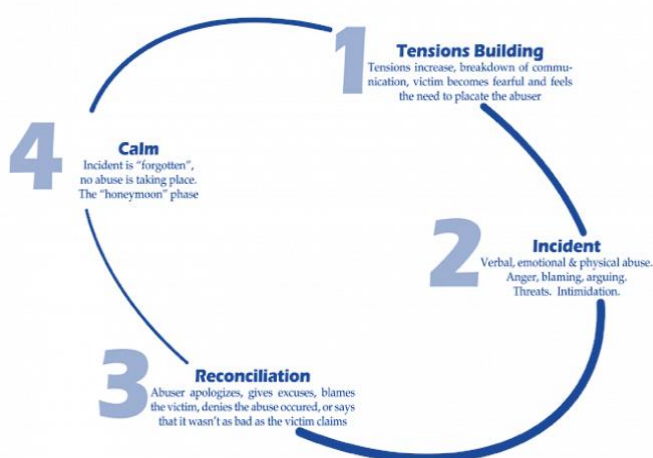 1
Tensions Building
Tensions increase, breakdown of commu-
nication, victim becomes fearful and feels
the need to placate the abuser
2
Incident
Verbal, emotional & physical abuse.
Anger, blaming, arguing.
Threats. Intimidation.
3
Reconciliation
Abuser apologizes, gives excuses, blames
the victim, denies the abuse occured, or says
that it wasn't as bad as the victim claims
4
Calm
Incident is "forgotten",
no abuse is taking place.
The "honeymoon" phase